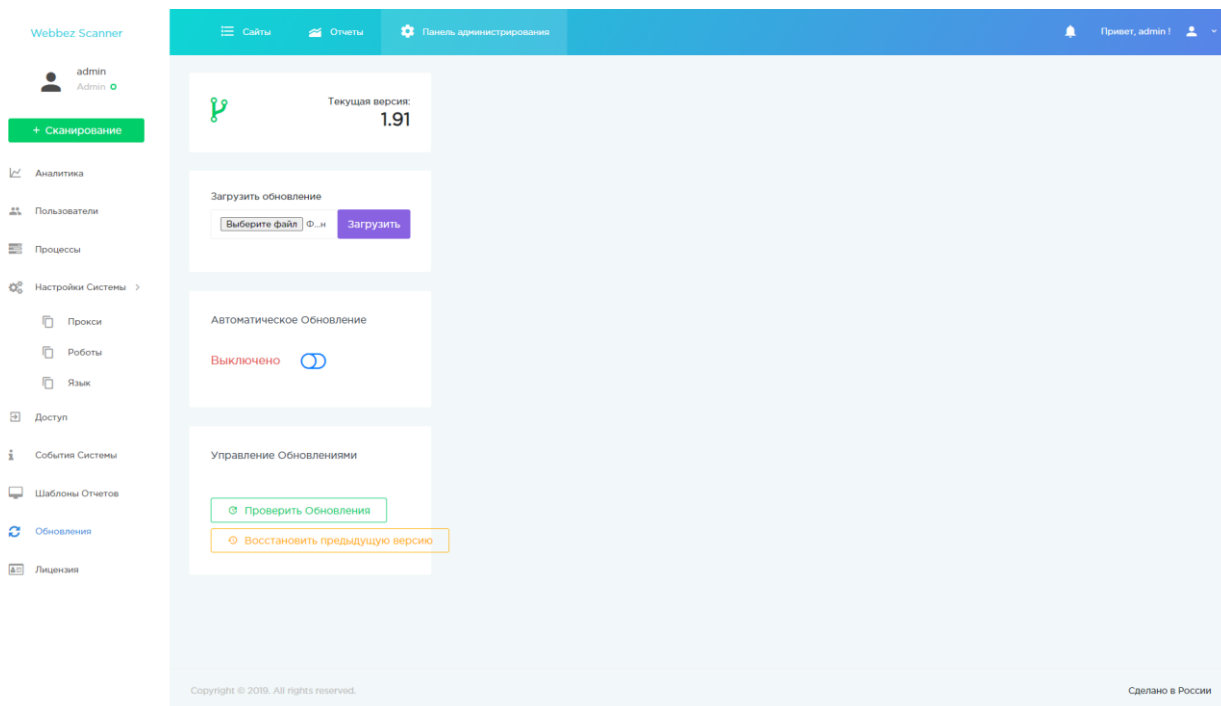 Webbez Scanner
Сайты
Отчеты
Панель администрирования
Привет, admin !
admin
Admin
+ Сканирование
Аналитика
Пользователи
Процессы
Настройки Системы >
Прокси
Роботы
Язык
Доступ
События Системы
Шаблоны Отчетов
Обновления
Лицензия
Текущая версия:
1.91
Загрузить обновление
Выберите файл Ф...н Загрузить
Автоматическое Обновление
Выключено
Управление Обновлениями
Проверить Обновления
Восстановить предыдущую версию
Copyright © 2019. All rights reserved.
Сделано в России